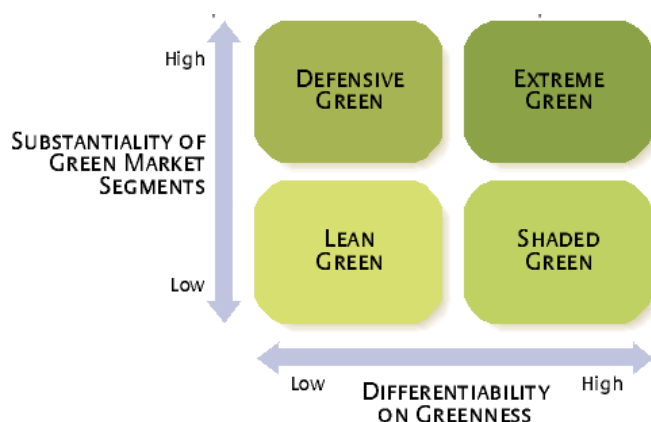 High
DEFENSIVE
GREEN
EXTREME
GREEN
SUBSTANTIALITY OF
GREEN MARKET
SEGMENTS
LEAN
GREEN
SHADED
GREEN
Low
Low
High
DIFFERENTIABILITY
ON GREENNESS